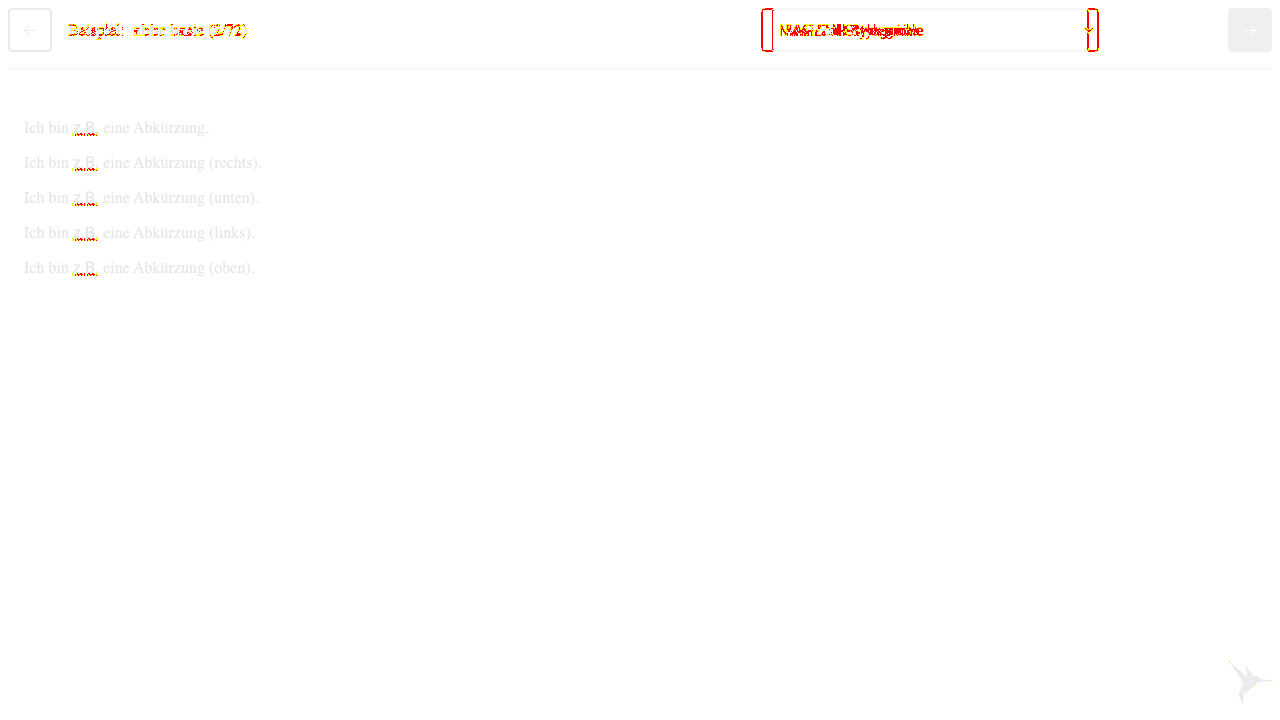 Beispiel: abbr basic (2/72)
Ich bin z.B. eine Abkürzung.
Ich bin z.B. eine Abkürzung (rechts).
Ich bin z.B. eine Abkürzung (unten).
Ich bin z.B. eine Abkürzung (links).
Ich bin z.B. eine Abkürzung (oben).